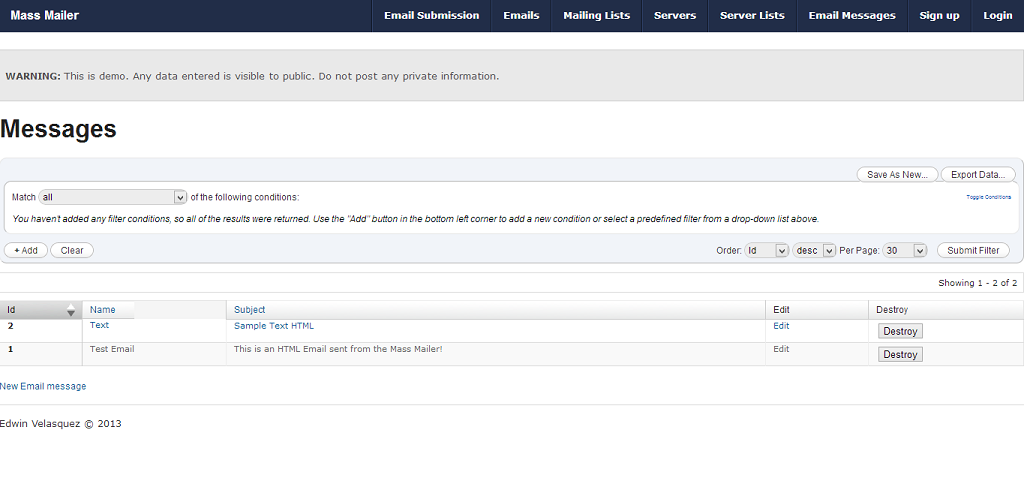 Mass Mailer Email Submission Emails Mailing Lists Servers Server Lists Email Messages Sign up Login
WARNING: This is demo. Any data entered is visible to public. Do not post any private information.
Messages
Save As New... Export Data...
Match all of the following conditions: Toggle Conditions
You haven't added any filter conditions, so all of the results were returned. Use the "Add" button in the bottom left corner to add a new condition or select a predefined filter from a drop-down list above.
+ Add Clear Order: Id desc Per Page: 30 Submit Filter
Showing 1 - 2 of 2
Id Name Subject Edit Destroy
2 Text Sample Text HTML Edit Destroy
1 Test Email This is an HTML Email sent from the Mass Mailer! Edit Destroy
New Email message
Edwin Velasquez © 2013